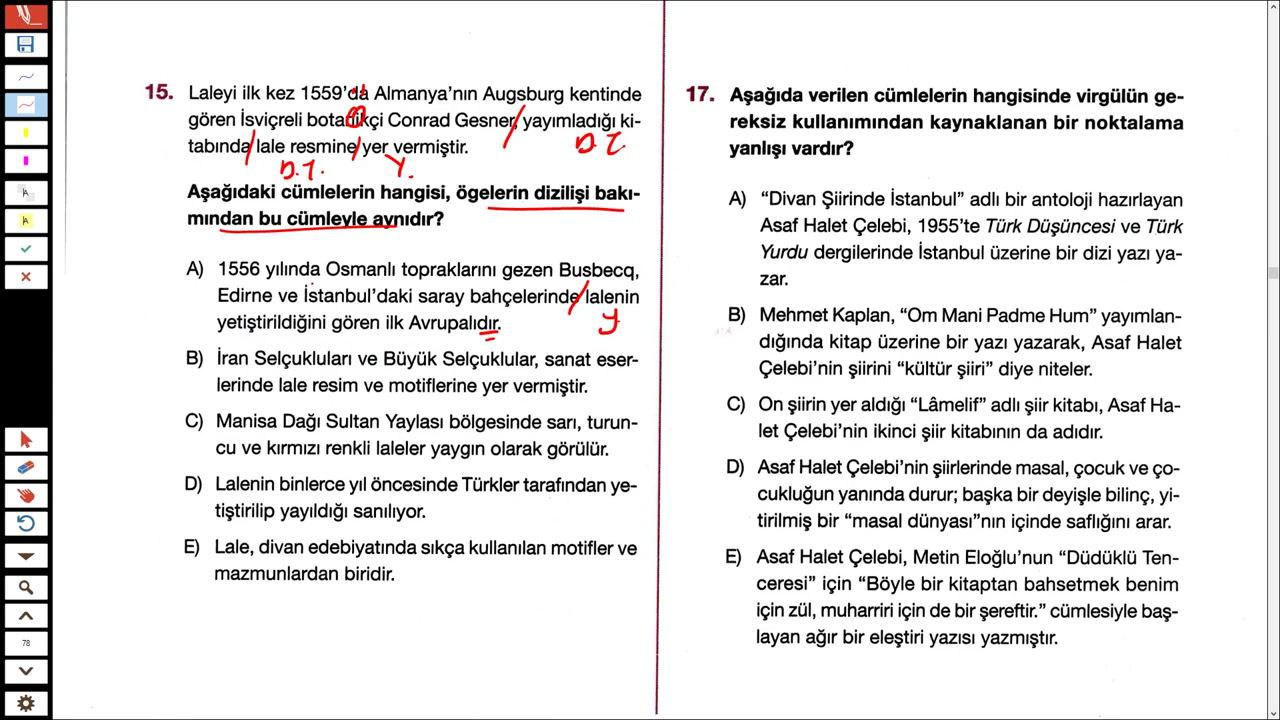 15. Laleyi ilk kez 1559'da Almanya'nın Augsburg kentinde
gören İsviçreli botanikçi Conrad Gesner, yayımladığı ki-
tabında lale resmine yer vermiştir.
Ö
D.T.
D.T.
Y.
Aşağıdaki cümlelerin hangisi, ögelerin dizilişi bakı-
mından bu cümleyle aynıdır?
A) 1556 yılında Osmanlı topraklarını gezen Busbecq,
Edirne ve İstanbul'daki saray bahçelerinde lalenin
yetiştirildiğini gören ilk Avrupalıdır.
y
B) İran Selçukluları ve Büyük Selçuklular, sanat eser-
lerinde lale resim ve motiflerine yer vermiştir.
C) Manisa Dağı Sultan Yaylası bölgesinde sarı, turun-
cu ve kırmızı renkli laleler yaygın olarak görülür.
D) Lalenin binlerce yıl öncesinde Türkler tarafından ye-
tiştirilip yayıldığı sanılıyor.
E) Lale, divan edebiyatında sıkça kullanılan motifler ve
mazmunlardan biridir.
17. Aşağıda verilen cümlelerin hangisinde virgülün ge-
reksiz kullanımından kaynaklanan bir noktalama
yanlışı vardır?
A) “Divan Şiirinde İstanbul” adlı bir antoloji hazırlayan
Asaf Halet Çelebi, 1955'te Türk Düşüncesi ve Türk
Yurdu dergilerinde İstanbul üzerine bir dizi yazı ya-
zar.
B) Mehmet Kaplan, “Om Mani Padme Hum” yayımlan-
dığında kitap üzerine bir yazı yazarak, Asaf Halet
Çelebi'nin şiirini “kültür şiiri” diye niteler.
C) On şiirin yer aldığı “Lâmelif” adlı şiir kitabı, Asaf Ha-
let Çelebi'nin ikinci şiir kitabının da adıdır.
D) Asaf Halet Çelebi'nin şiirlerinde masal, çocuk ve ço-
cukluğun yanında durur; başka bir deyişle bilinç, yi-
tirilmiş bir “masal dünyası”nın içinde saflığını arar.
E) Asaf Halet Çelebi, Metin Eloğlu'nun “Düdüklü Ten-
ceresi” için “Böyle bir kitaptan bahsetmek benim
için zül, muharriri için de bir şereftir.” cümlesiyle baş-
layan ağır bir eleştiri yazısı yazmıştır.
78